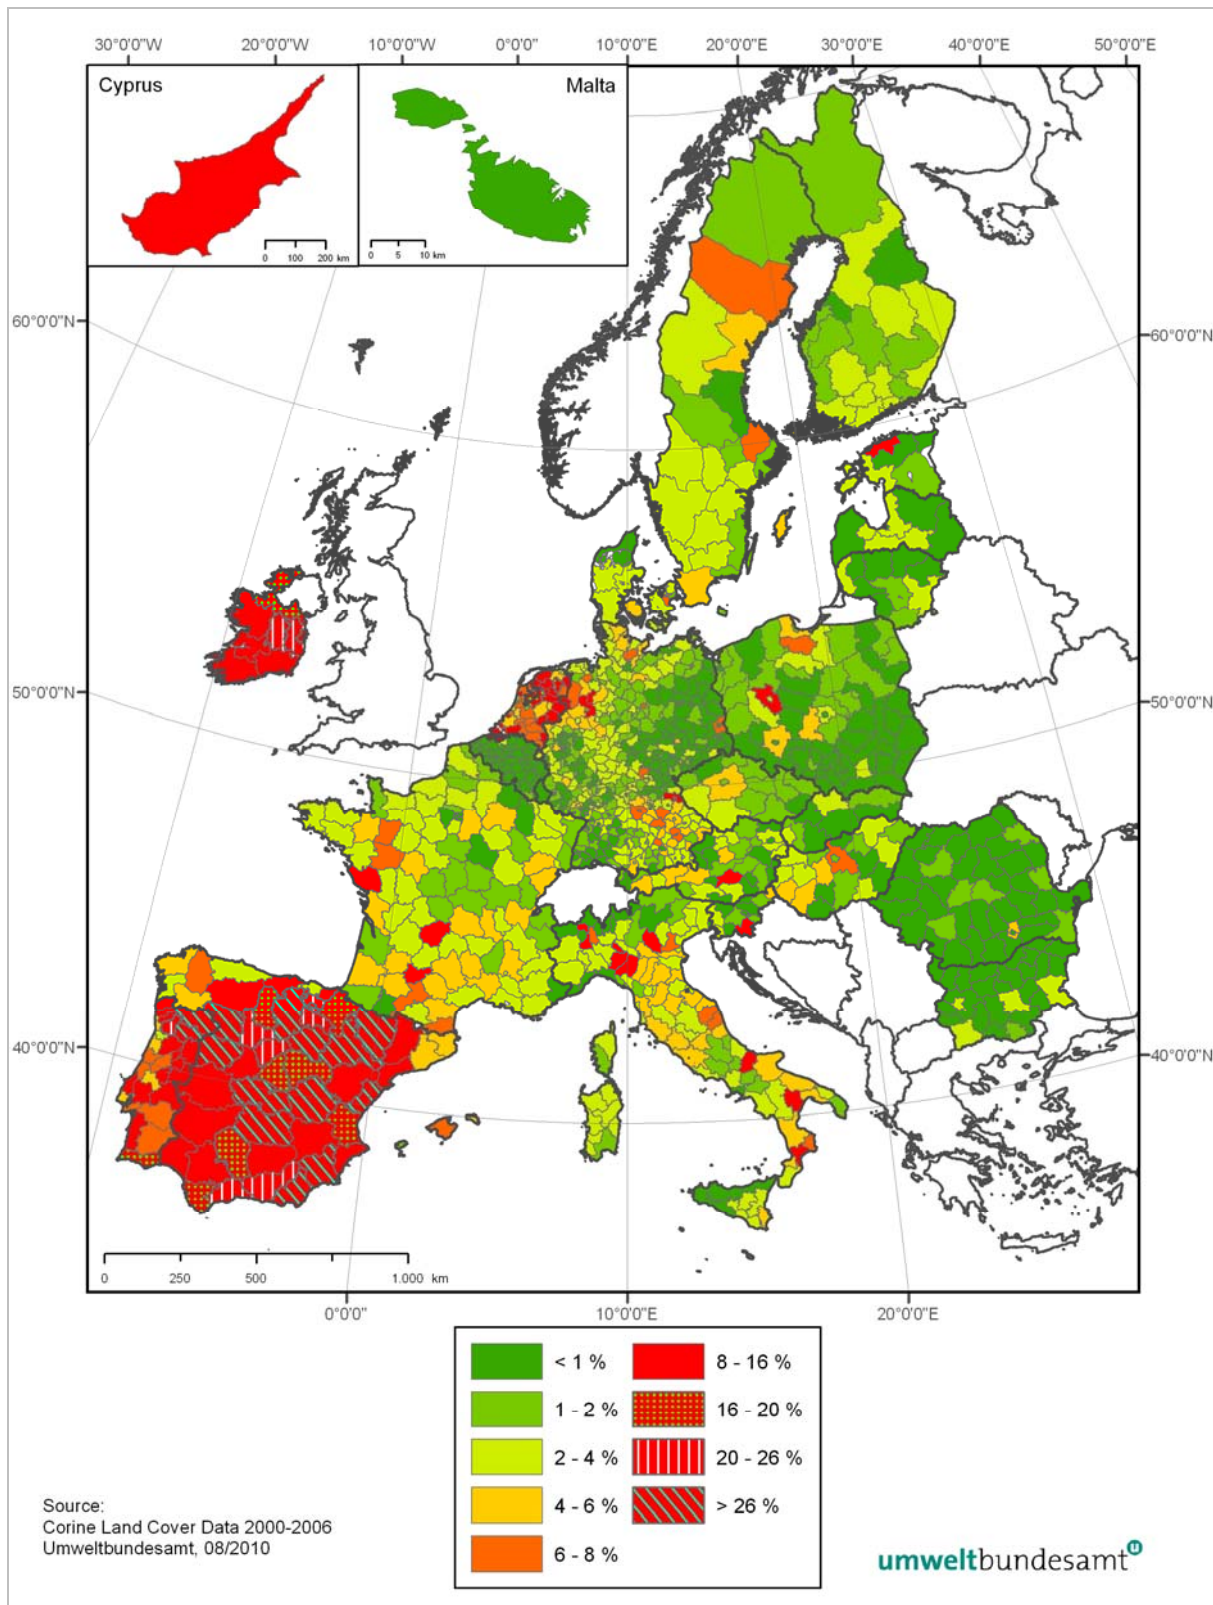 30°0'0"W 20°0'0"W 10°0'0"W 0°0'0" 10°0'0"E 20°0'0"E 30°0'0"E 40°0'0"E 50°0'0"E
Cyprus
0 100 200 km
Malta
0 5 10 km
60°0'0"N 60°0'0"N
50°0'0"N 50°0'0"N
40°0'0"N 40°0'0"N
0 250 500 1.000 km
0°0'0" 10°0'0"E 20°0'0"E
< 1 % 8 - 16 %
1 - 2 % 16 - 20 %
2 - 4 % 20 - 26 %
4 - 6 % > 26 %
6 - 8 %
Source:
Corine Land Cover Data 2000-2006
Umweltbundesamt, 08/2010
umweltbundesamt u